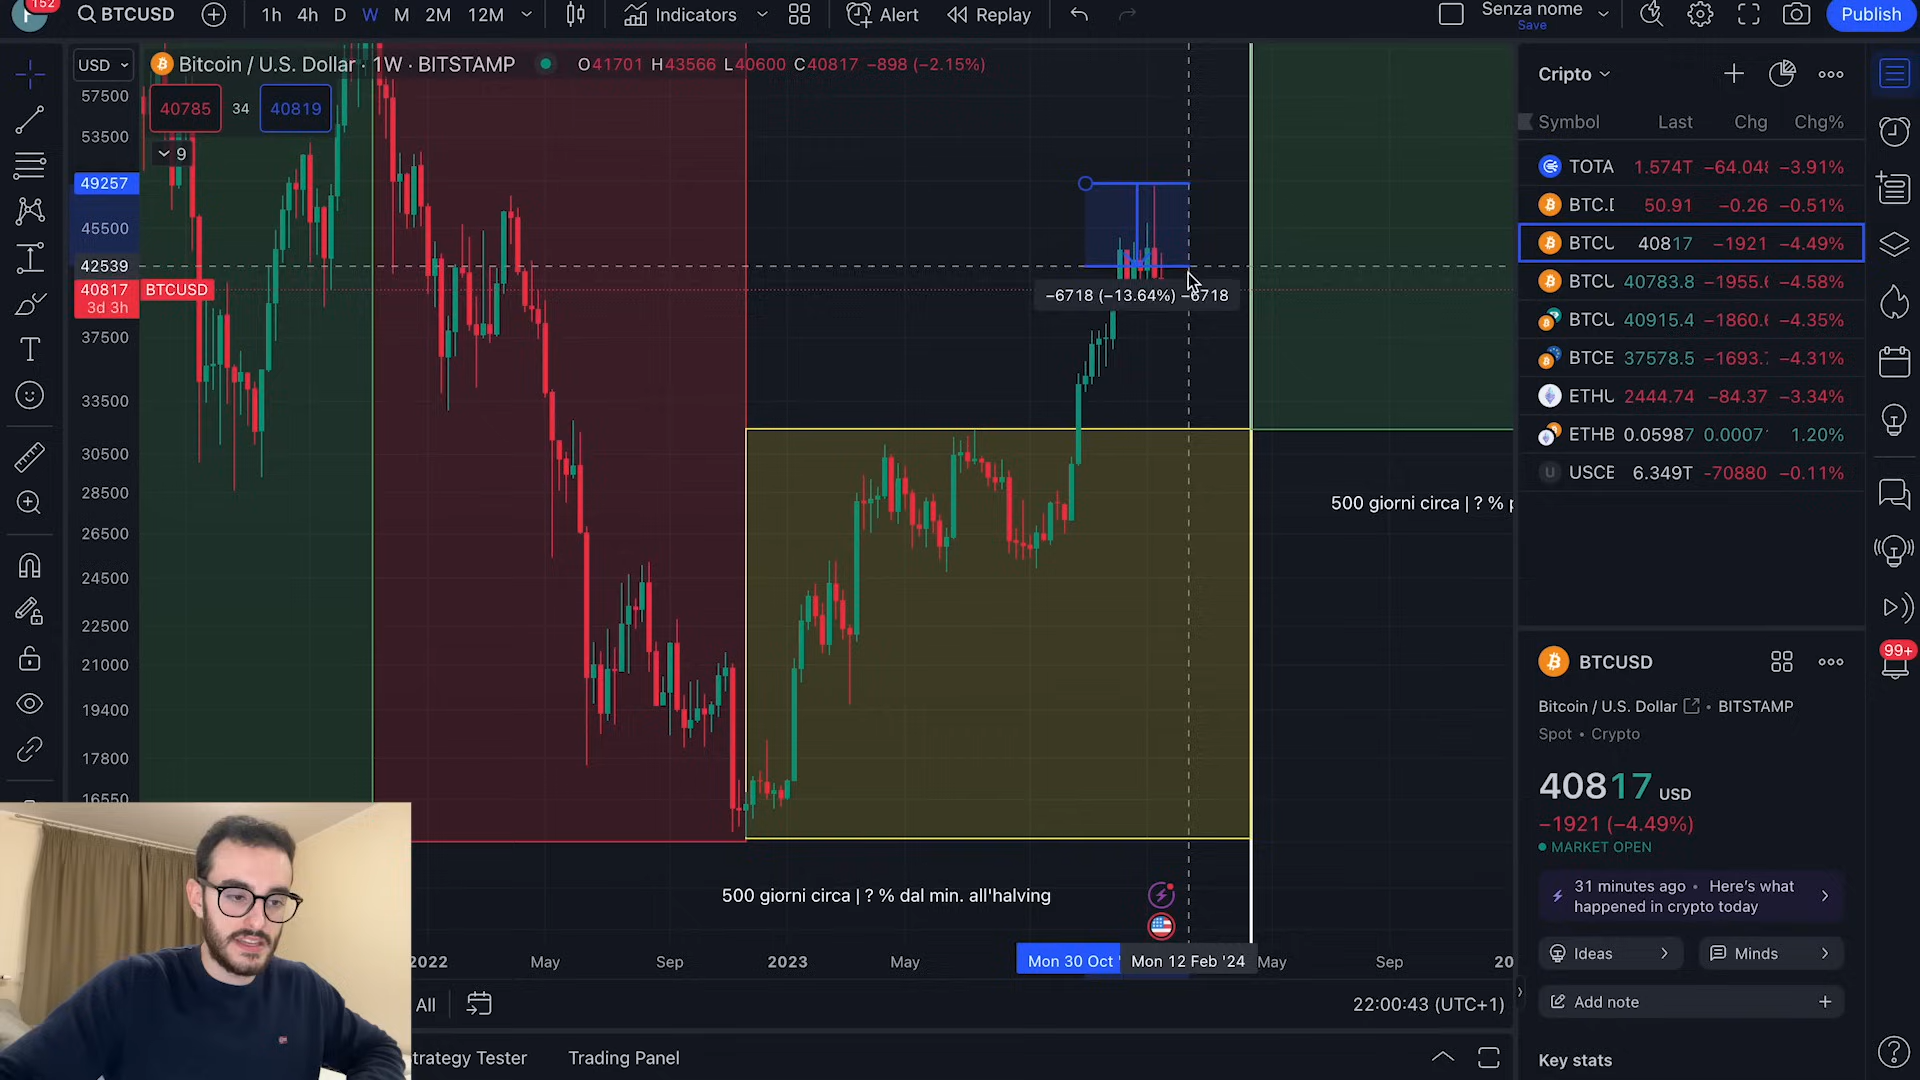 152
BTCUSD
1h 4h D W M 2M 12M
Indicators
Alert
Replay
Senza nome
Save
Publish
USD
Bitcoin / U.S. Dollar · 1W · BITSTAMP
O41701 H43566 L40600 C40817 −898 (−2.15%)
40785 34 40819
9
57500
53500
49257
45500
42539
40817
3d 3h
BTCUSD
37500
33500
30500
28500
26500
24500
22500
21000
19400
17800
16550
−6718 (−13.64%) −6718
500 giorni circa | ? % p
500 giorni circa | ? % dal min. all'halving
2022 May Sep 2023 May
Mon 30 Oct '
Mon 12 Feb '24
May Sep 20
All
22:00:43 (UTC+1)
trategy Tester
Trading Panel
Cripto
Symbol Last Chg Chg%
TOTA 1.574T −64.048 −3.91%
BTC.D 50.91 −0.26 −0.51%
BTCU 40817 −1921 −4.49%
BTCU 40783.8 −1955.6 −4.58%
BTCU 40915.4 −1860.6 −4.35%
BTCE 37578.5 −1693. −4.31%
ETHU 2444.74 −84.37 −3.34%
ETHB 0.05987 0.0007 1.20%
U
USCE 6.349T −70880 −0.11%
BTCUSD
Bitcoin / U.S. Dollar • BITSTAMP
Spot • Crypto
40817 USD
−1921 (−4.49%)
MARKET OPEN
31 minutes ago • Here's what
happened in crypto today
Ideas
Minds
Add note
Key stats
99+